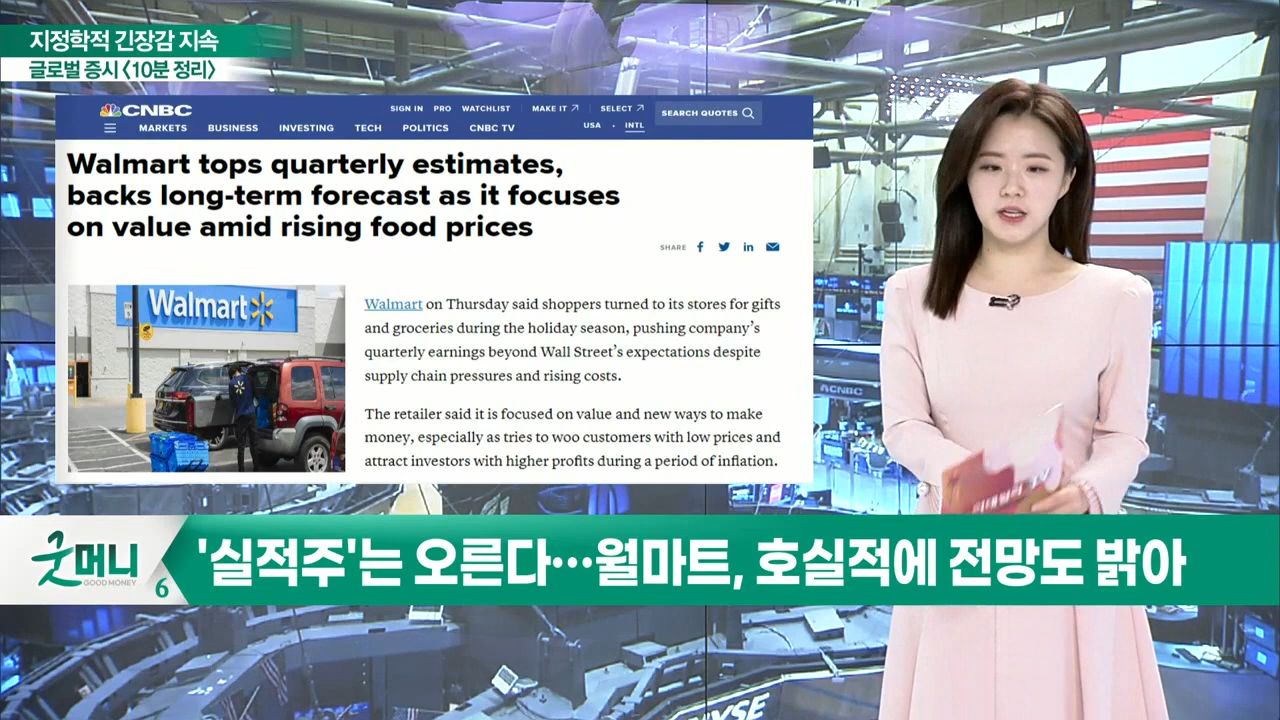 지정학적 긴장감 지속
글로벌 증시 <10분 정리>
CNBC
SIGN IN PRO WATCHLIST MAKE IT SELECT SEARCH QUOTES
MARKETS BUSINESS INVESTING TECH POLITICS CNBC TV USA · INTL
Walmart tops quarterly estimates,
backs long-term forecast as it focuses
on value amid rising food prices
SHARE
Walmart
Walmart on Thursday said shoppers turned to its stores for gifts
and groceries during the holiday season, pushing company's
quarterly earnings beyond Wall Street's expectations despite
supply chain pressures and rising costs.
The retailer said it is focused on value and new ways to make
money, especially as tries to woo customers with low prices and
attract investors with higher profits during a period of inflation.
CNBC
굿머니
GOOD MONEY
6
'실적주'는 오른다…월마트, 호실적에 전망도 밝아
NYSE